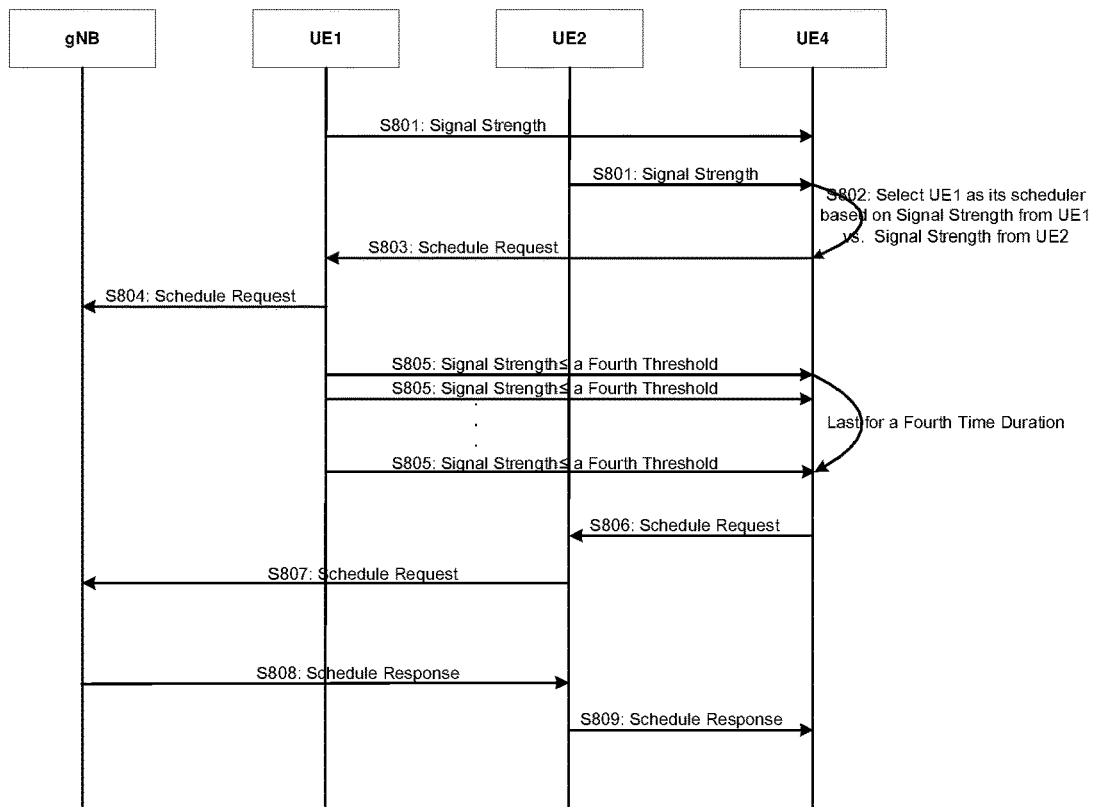 gNB
UE1
UE2
UE4
S801: Signal Strength
S801: Signal Strength
S802: Select UE1 as its scheduler
based on Signal Strength from UE1
vs. Signal Strength from UE2
S803: Schedule Request
S804: Schedule Request
S805: Signal Strength≤ a Fourth Threshold
S805: Signal Strength≤ a Fourth Threshold
.
.
.
Last for a Fourth Time Duration
S805: Signal Strength≤ a Fourth Threshold
S806: Schedule Request
S807: Schedule Request
S808: Schedule Response
S809: Schedule Response